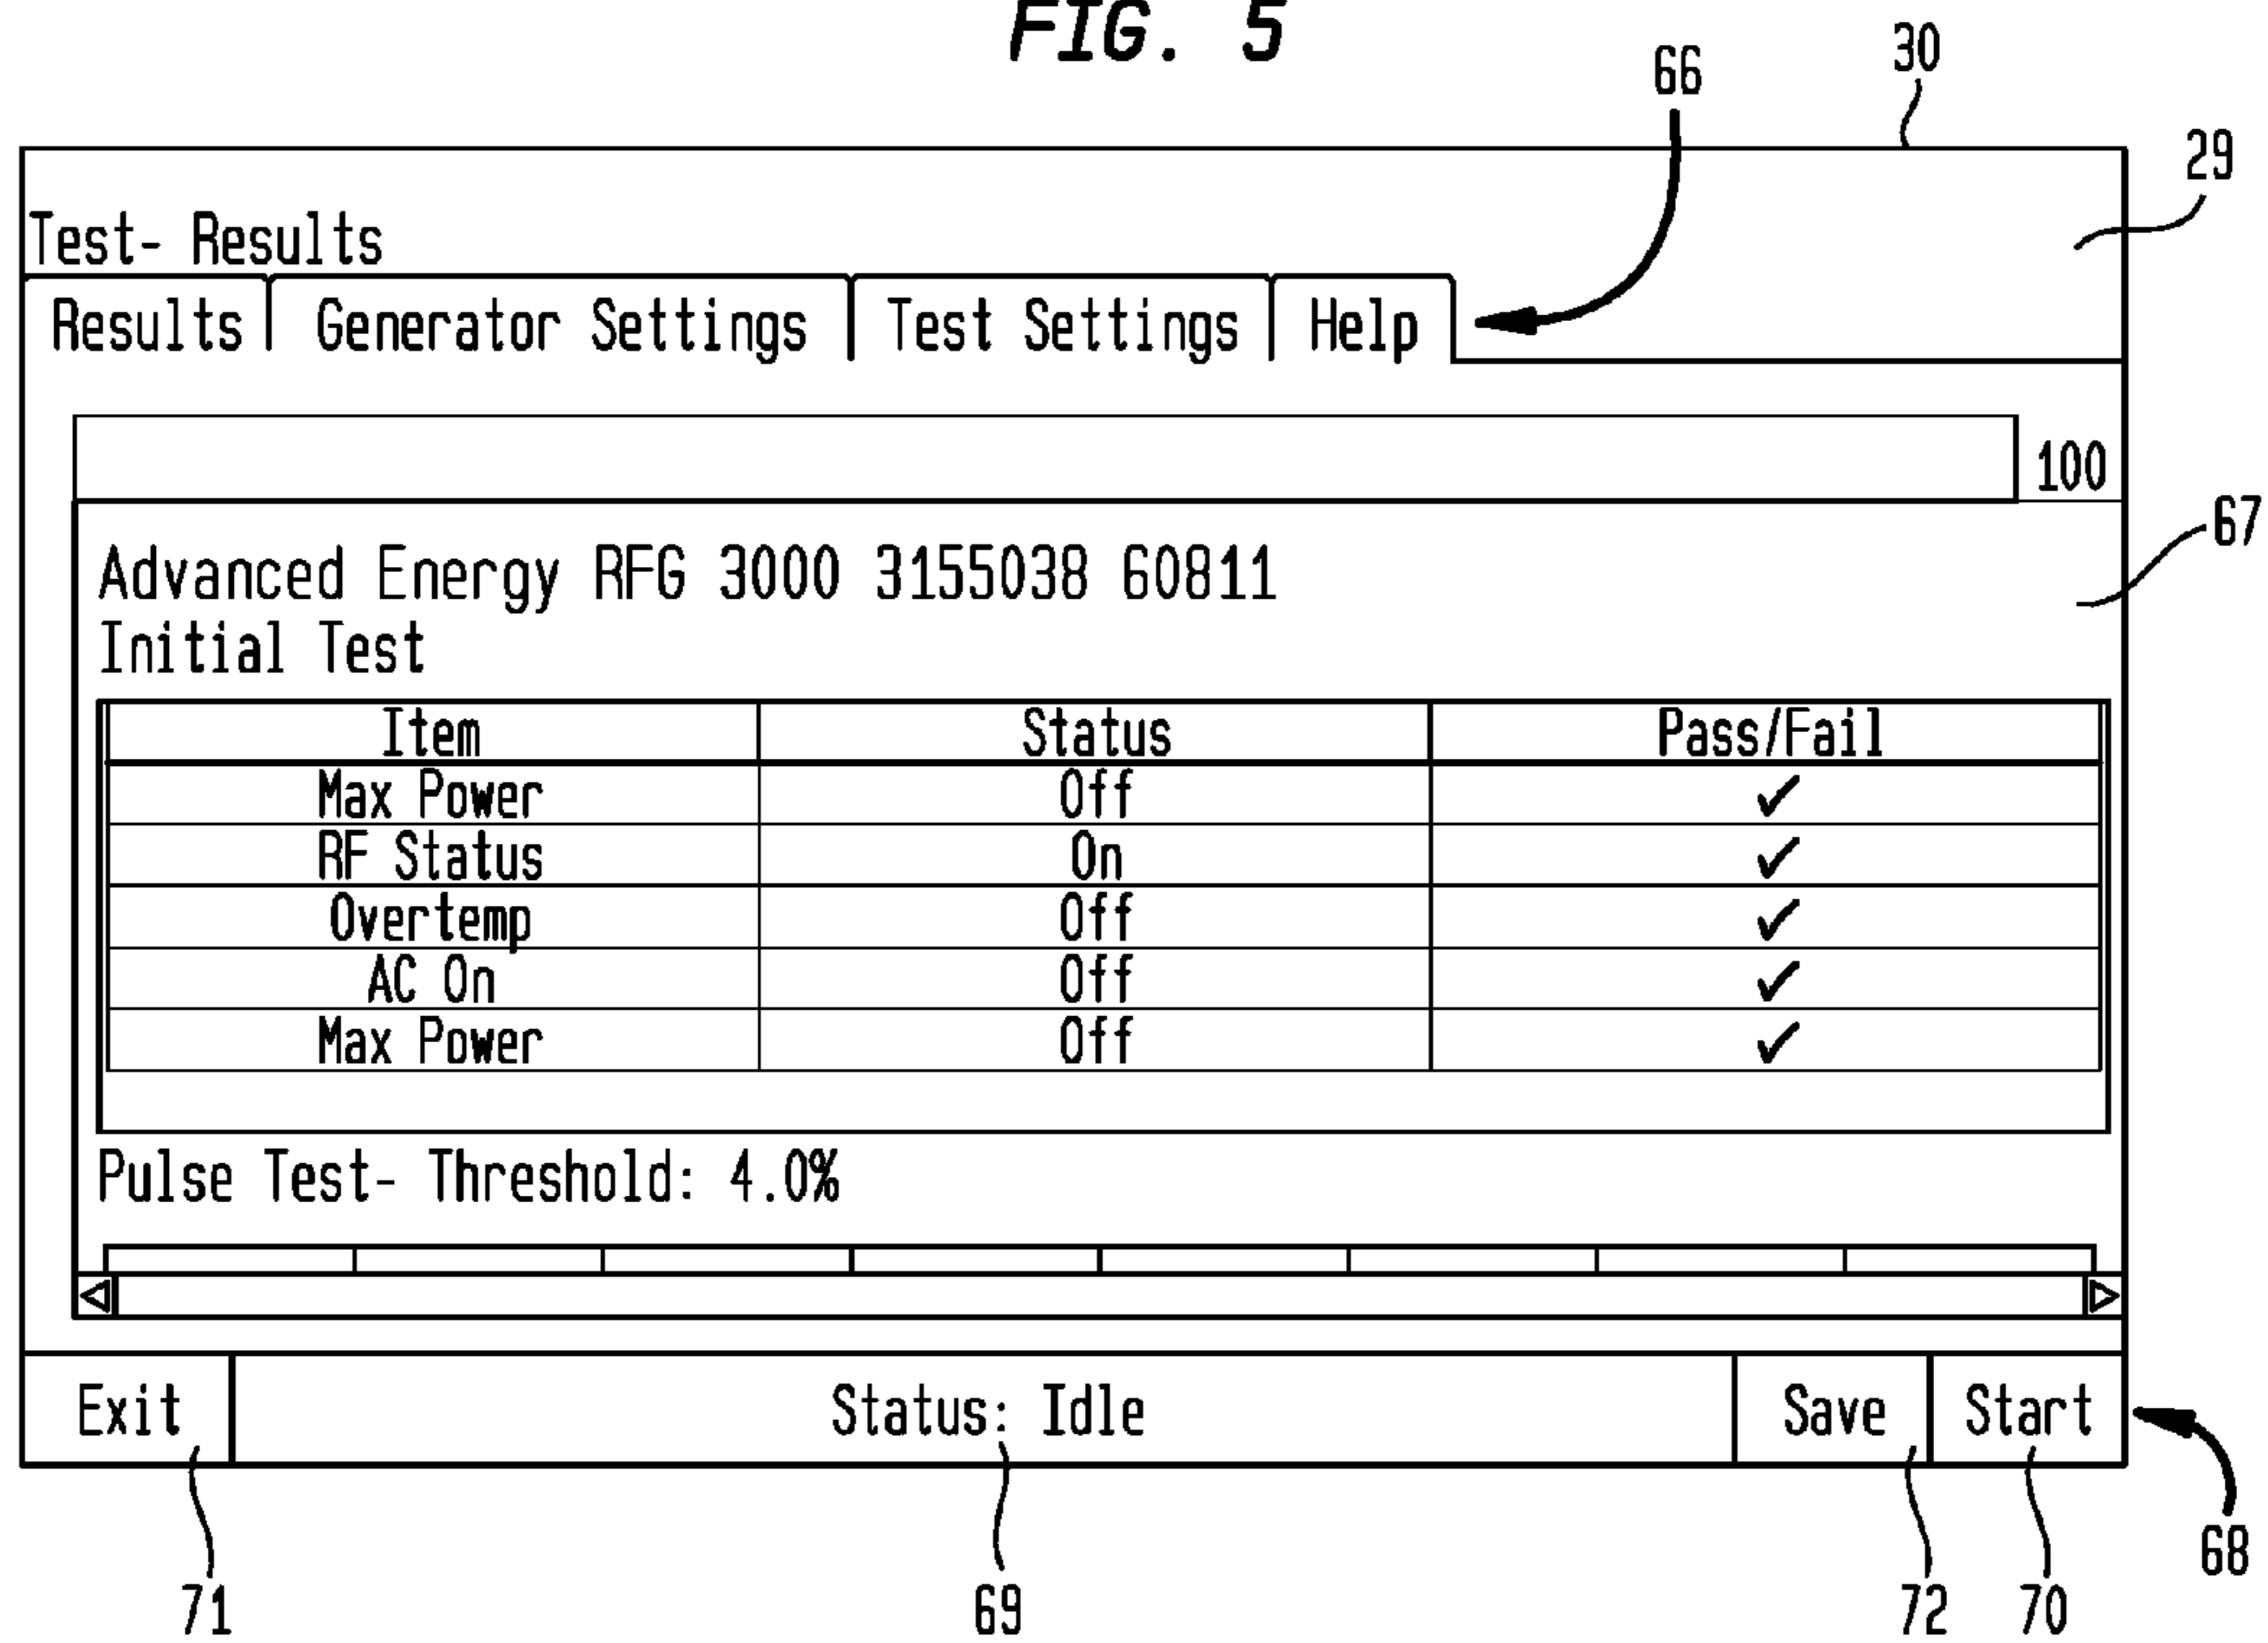 FIG. 5
66
30
29
Test- Results
Results Generator Settings Test Settings Help
100
67
Advanced Energy RFG 3000 3155038 60811
Initial Test
Item Status Pass/Fail
Max Power Off ✓
RF Status On ✓
Overtemp Off ✓
AC On Off ✓
Max Power Off ✓
Pulse Test- Threshold: 4.0%
Exit Status: Idle Save Start
68
71 69 72 70